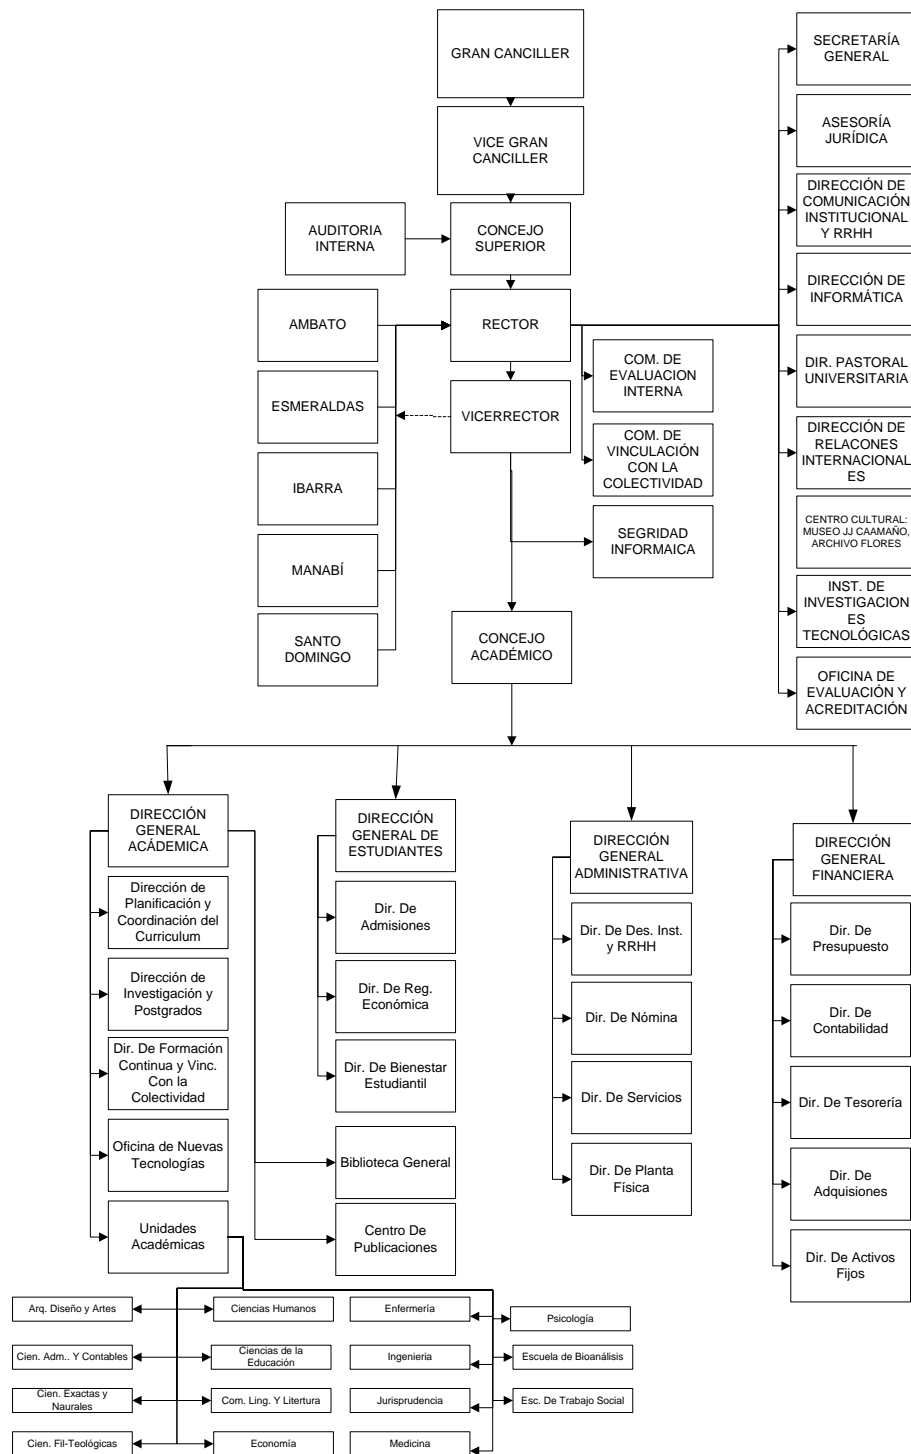 GRAN CANCILLER
VICE GRAN
CANCILLER
AUDITORIA
INTERNA
CONCEJO
SUPERIOR
RECTOR
VICERRECTOR
AMBATO
ESMERALDAS
IBARRA
MANABÍ
SANTO
DOMINGO
COM. DE
EVALUACION
INTERNA
COM. DE
VINCULACIÓN
CON LA
COLECTIVIDAD
SEGRIDAD
INFORMAICA
CONCEJO
ACADÉMICO
SECRETARÍA
GENERAL
ASESORÍA
JURÍDICA
DIRECCIÓN DE
COMUNICACIÓN
INSTITUCIONAL
Y RRHH
DIRECCIÓN DE
INFORMÁTICA
DIR. PASTORAL
UNIVERSITARIA
DIRECCIÓN DE
RELACONES
INTERNACIONAL
ES
CENTRO CULTURAL:
MUSEO JJ CAAMAÑO,
ARCHIVO FLORES
INST. DE
INVESTIGACION
ES
TECNOLÓGICAS
OFICINA DE
EVALUACIÓN Y
ACREDITACIÓN
DIRECCIÓN
GENERAL
ACÁDEMICA
Dirección de
Planificación y
Coordinación del
Curriculum
Dirección de
Investigación y
Postgrados
Dir. De Formación
Continua y Vinc.
Con la
Colectividad
Oficina de Nuevas
Tecnologías
Unidades
Académicas
DIRECCIÓN
GENERAL DE
ESTUDIANTES
Dir. De
Admisiones
Dir. De Reg.
Económica
Dir. De Bienestar
Estudiantil
Biblioteca General
Centro De
Publicaciones
DIRECCIÓN
GENERAL
ADMINISTRATIVA
Dir. De Des. Inst.
y RRHH
Dir. De Nómina
Dir. De Servicios
Dir. De Planta
Física
DIRECCIÓN
GENERAL
FINANCIERA
Dir. De
Presupuesto
Dir. De
Contabilidad
Dir. De Tesorería
Dir. De
Adquisiones
Dir. De Activos
Fijos
Arq. Diseño y Artes
Ciencias Humanos
Enfermería
Psicología
Cien. Adm.. Y Contables
Ciencias de la
Educación
Ingenieria
Escuela de Bioanálisis
Cien. Exactas y
Naurales
Com. Ling. Y Litertura
Jurisprudencia
Esc. De Trabajo Social
Cien. Fil-Teológicas
Economía
Medicina